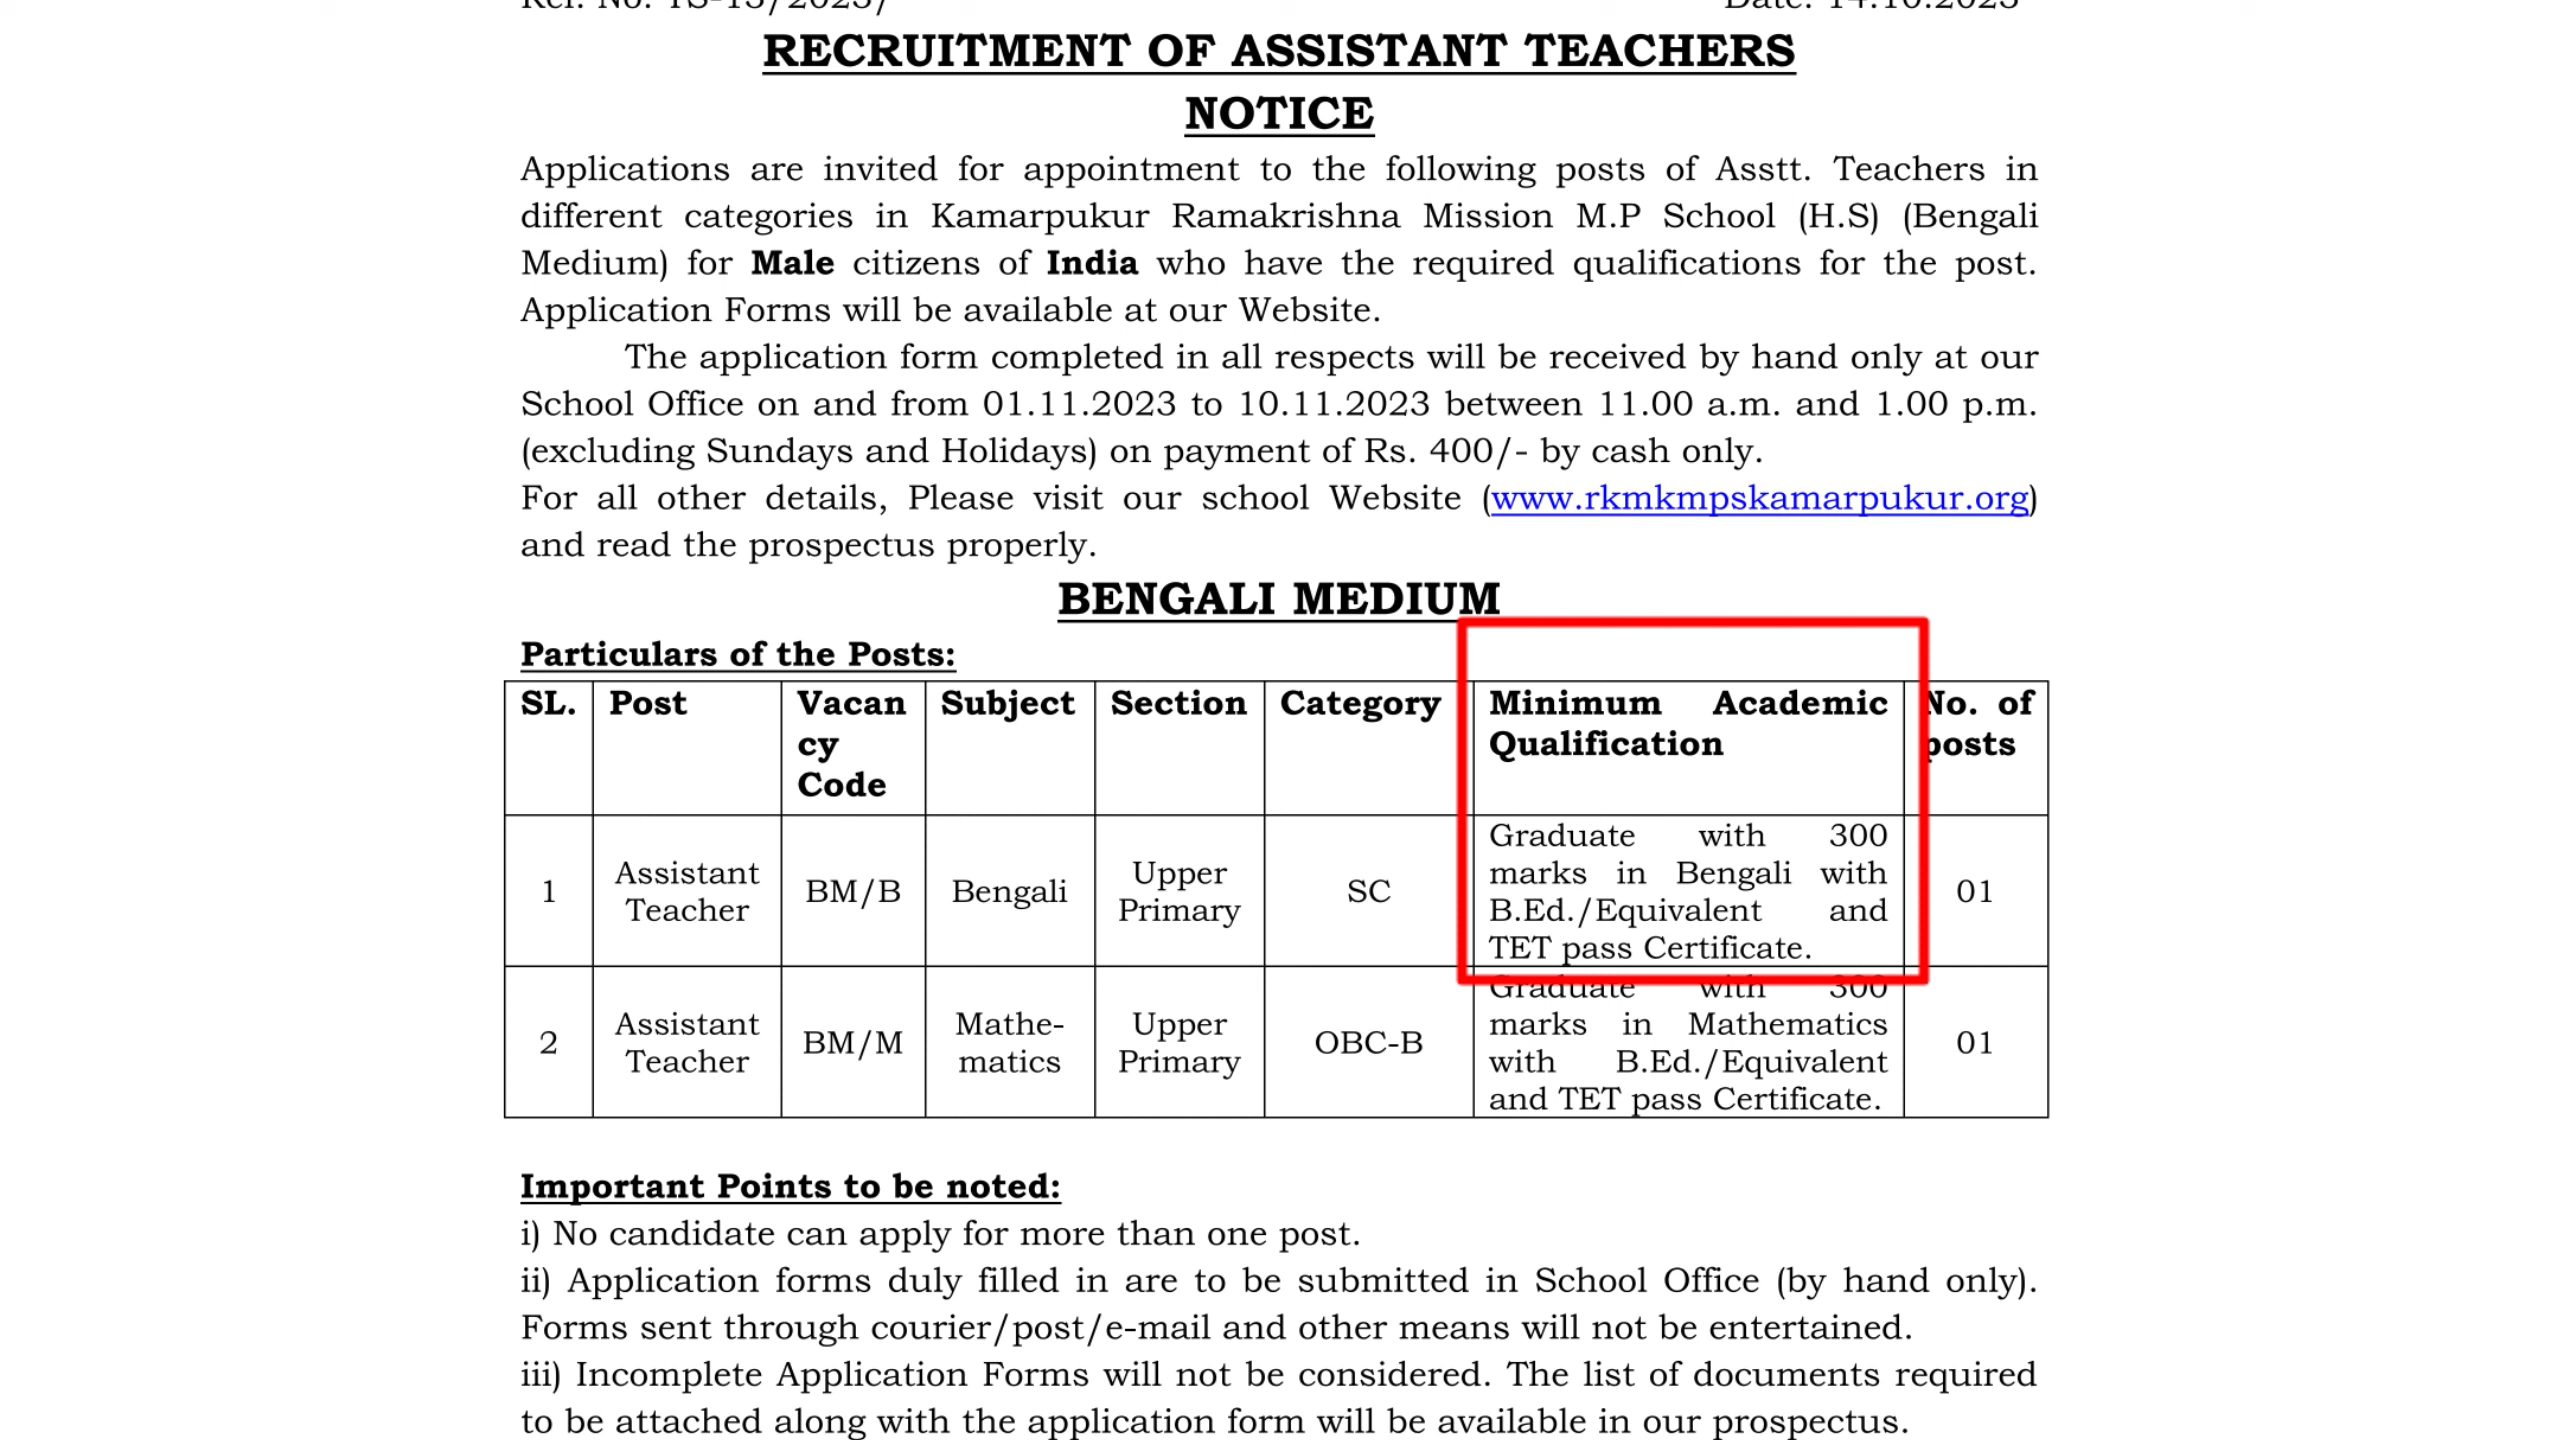 RECRUITMENT OF ASSISTANT TEACHERS
NOTICE
Applications are invited for appointment to the following posts of Asstt. Teachers in
different categories in Kamarpukur Ramakrishna Mission M.P School (H.S) (Bengali
Medium) for Male citizens of India who have the required qualifications for the post.
Application Forms will be available at our Website.
The application form completed in all respects will be received by hand only at our
School Office on and from 01.11.2023 to 10.11.2023 between 11.00 a.m. and 1.00 p.m.
(excluding Sundays and Holidays) on payment of Rs. 400/- by cash only.
For all other details, Please visit our school Website (www.rkmkmpskamarpukur.org)
and read the prospectus properly.
BENGALI MEDIUM
Particulars of the Posts:
SL.
Post
Vacan
cy
Code
Subject
Section
Category
Minimum Academic
Qualification
No. of
posts
1
Assistant
Teacher
BM/B
Bengali
Upper
Primary
SC
Graduate with 300
marks in Bengali with
B.Ed./Equivalent and
TET pass Certificate.
01
2
Assistant
Teacher
BM/M
Mathe-
matics
Upper
Primary
OBC-B
Graduate with 300
marks in Mathematics
with B.Ed./Equivalent
and TET pass Certificate.
01
Important Points to be noted:
i) No candidate can apply for more than one post.
ii) Application forms duly filled in are to be submitted in School Office (by hand only).
Forms sent through courier/post/e-mail and other means will not be entertained.
iii) Incomplete Application Forms will not be considered. The list of documents required
to be attached along with the application form will be available in our prospectus.